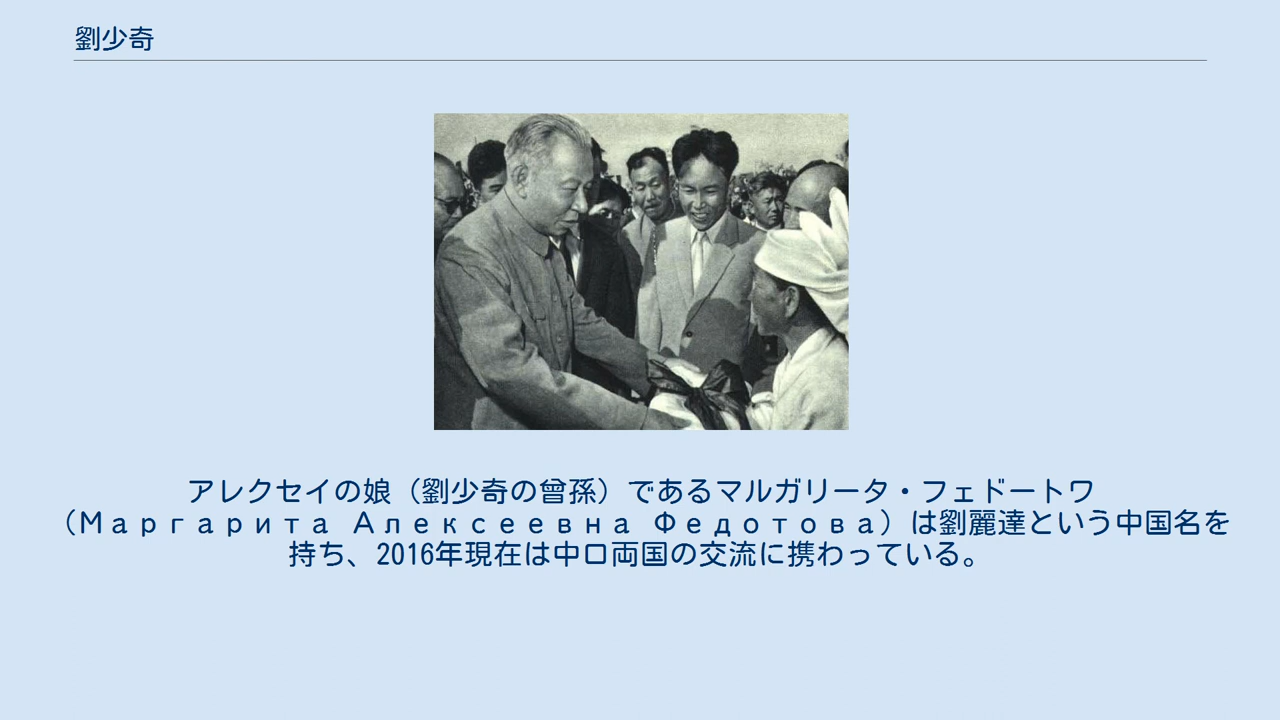 劉少奇
アレクセイの娘（劉少奇の曾孫）であるマルガリータ・フェドートワ
（Маргарита Алексеевна Федотова）は劉麗達という中国名を
持ち、2016年現在は中ロ両国の交流に携わっている。